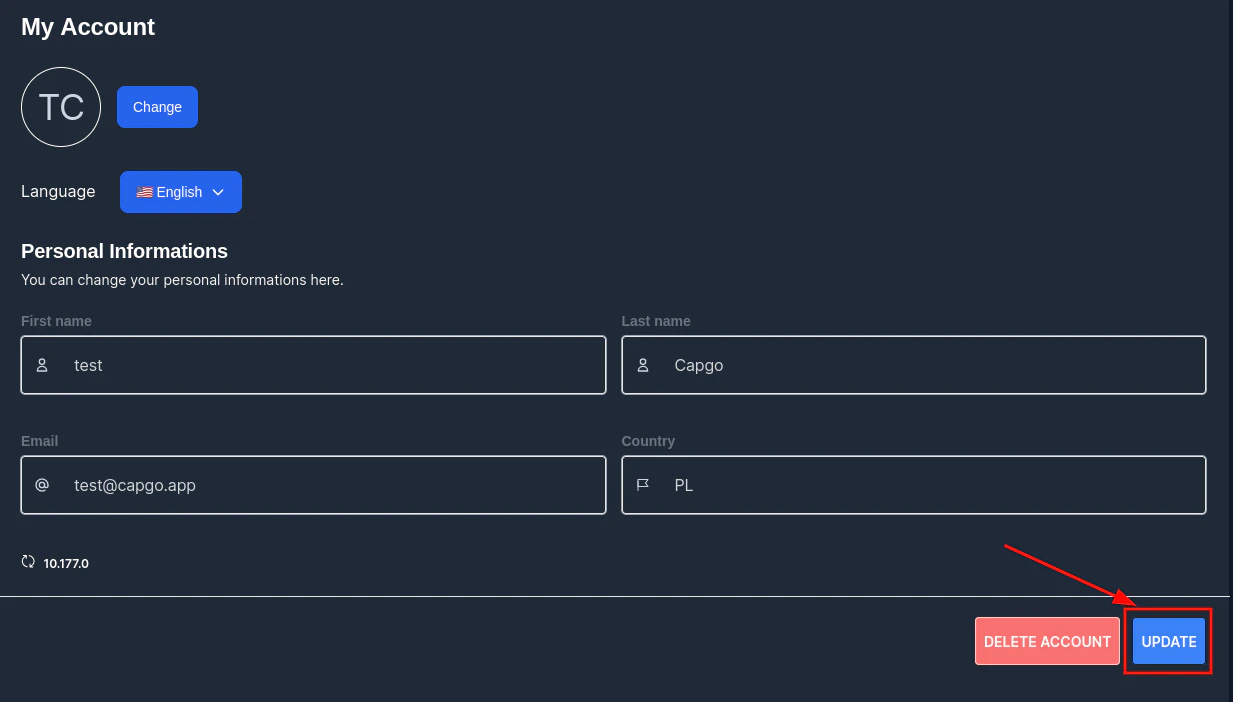 My Account
TC
Change
Language
English
Personal Informations
You can change your personal informations here.
First name
Last name
test
Capgo
Email
Country
test@capgo.app
PL
10.177.0
DELETE ACCOUNT
UPDATE